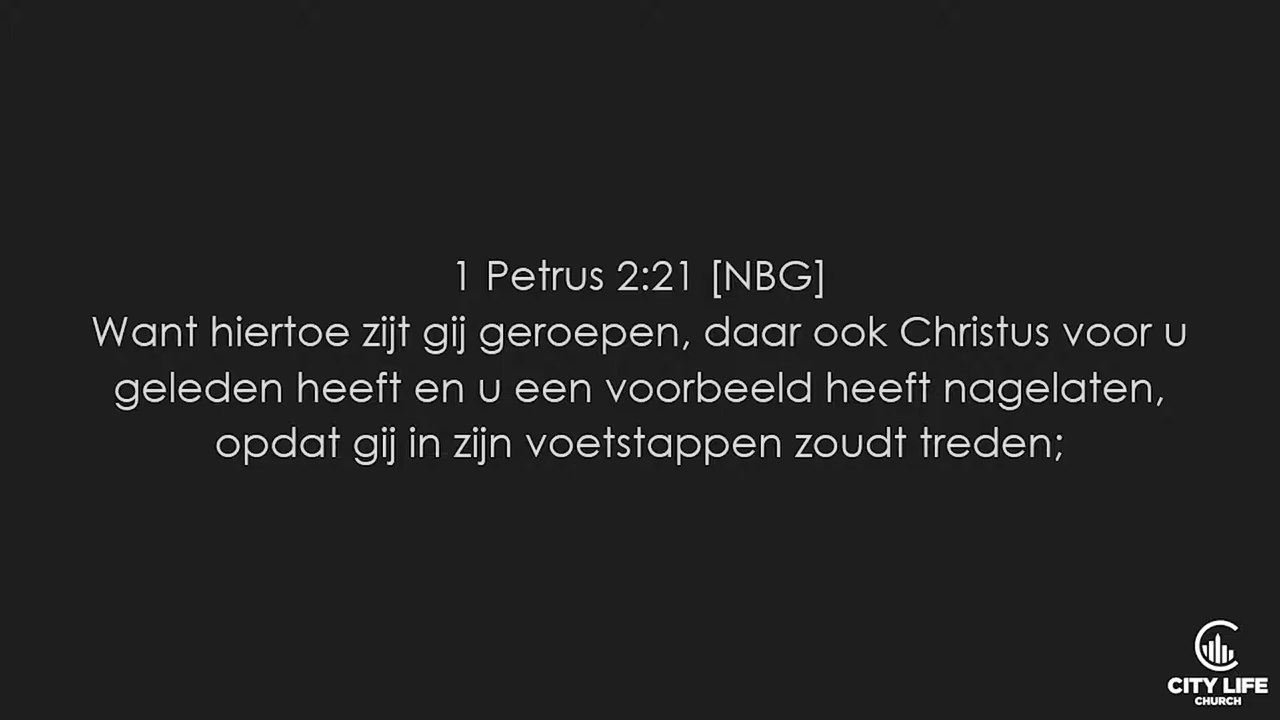 1 Petrus 2:21 [NBG]
Want hiertoe zijt gij geroepen, daar ook Christus voor u
geleden heeft en u een voorbeeld heeft nagelaten,
opdat gij in zijn voetstappen zoudt treden;
CITY LIFE
CHURCH